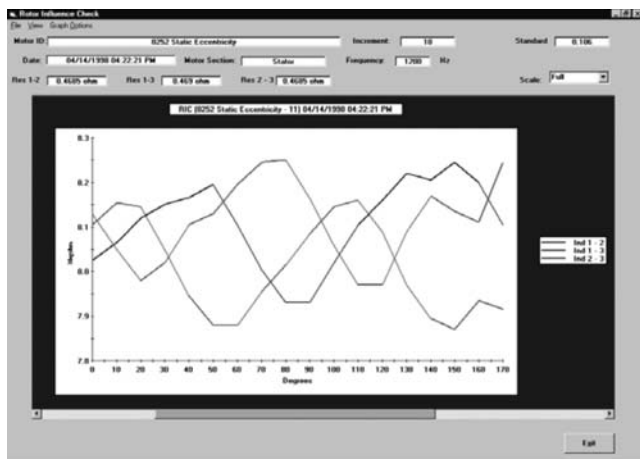 Rotor Influence Check
File View Graph Options
Motor ID: 0252 Static Eccentricity Increment: 10 Standard 0.106
Date: 04/14/1998 04:22:21 PM Motor Section: Stator Frequency: 1200 Hz
Res 1-2 0.4685 ohm Res 1-3 0.469 ohm Res 2 - 3 0.4685 ohm Scale: Full
RIC (0252 Static Eccentricity - 11) 04/14/1998 04:22:21 PM
8.3
8.2
8.1
8.0
7.9
7.8
0 10 20 30 40 50 60 70 80 90 100 110 120 130 140 150 160 170
Degrees
Ind 1 - 2
Ind 1 - 3
Ind 2 - 3
Exit